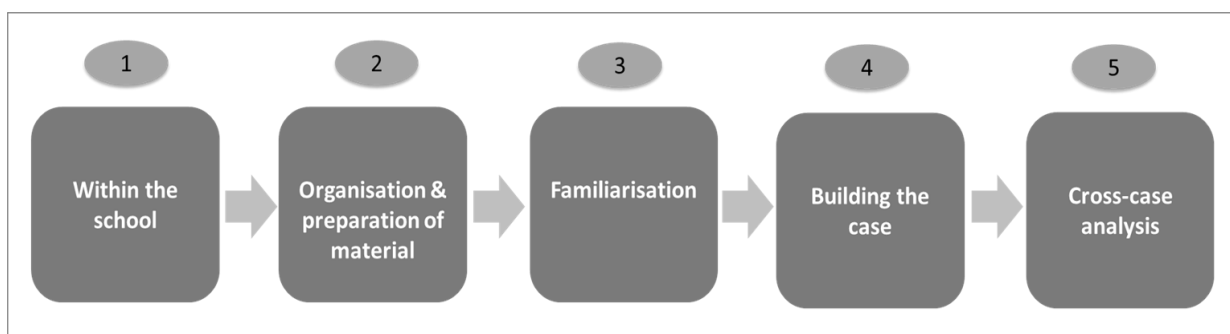 1
2
3
4
5
Within the
school
Organisation &
preparation of
material
Familiarisation
Building the
case
Cross-case
analysis